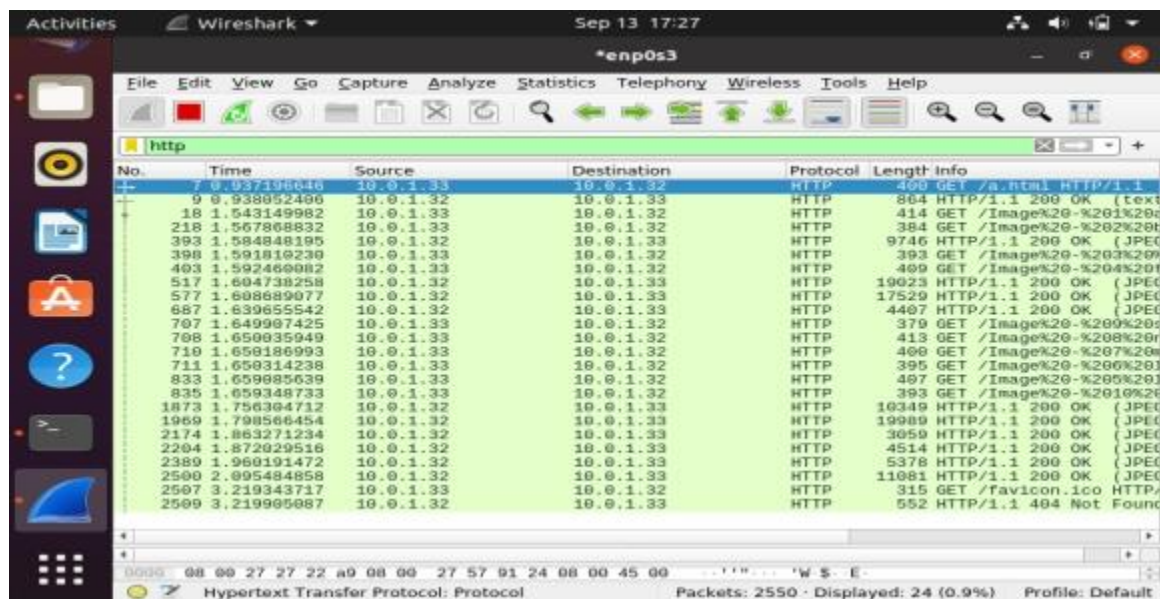 Activities Wireshark Sep 13 17:27
*enp0s3
File Edit View Go Capture Analyze Statistics Telephony Wireless Tools Help
http
No. Time Source Destination Protocol Length Info
7 0.937196646 10.0.1.33 10.0.1.32 HTTP 400 GET /a.html HTTP/1.1
9 0.938052406 10.0.1.32 10.0.1.33 HTTP 864 HTTP/1.1 200 OK (text
18 1.543149982 10.0.1.33 10.0.1.32 HTTP 414 GET /Image%20-%201%20a
218 1.567868832 10.0.1.33 10.0.1.32 HTTP 384 GET /Image%20-%202%20b
393 1.584848195 10.0.1.32 10.0.1.33 HTTP 9746 HTTP/1.1 200 OK (JPEG
398 1.591810230 10.0.1.33 10.0.1.32 HTTP 393 GET /Image%20-%203%20
403 1.592460082 10.0.1.33 10.0.1.32 HTTP 409 GET /Image%20-%204%20
517 1.604738258 10.0.1.32 10.0.1.33 HTTP 19023 HTTP/1.1 200 OK (JPEG
577 1.608689077 10.0.1.32 10.0.1.33 HTTP 17529 HTTP/1.1 200 OK (JPEG
687 1.639655542 10.0.1.32 10.0.1.33 HTTP 4407 HTTP/1.1 200 OK (JPEG
707 1.649907425 10.0.1.33 10.0.1.32 HTTP 379 GET /Image%20-%209%20s
708 1.650035949 10.0.1.33 10.0.1.32 HTTP 413 GET /Image%20-%208%20r
710 1.650186993 10.0.1.33 10.0.1.32 HTTP 400 GET /Image%20-%207%20m
711 1.650314238 10.0.1.33 10.0.1.32 HTTP 395 GET /Image%20-%206%20
833 1.659085639 10.0.1.33 10.0.1.32 HTTP 407 GET /Image%20-%205%20
835 1.659348733 10.0.1.33 10.0.1.32 HTTP 393 GET /Image%20-%2010%20
1873 1.756304712 10.0.1.32 10.0.1.33 HTTP 10349 HTTP/1.1 200 OK (JPEG
1969 1.798566454 10.0.1.32 10.0.1.33 HTTP 19989 HTTP/1.1 200 OK (JPEG
2174 1.863271234 10.0.1.32 10.0.1.33 HTTP 3059 HTTP/1.1 200 OK (JPEG
2204 1.872029516 10.0.1.32 10.0.1.33 HTTP 4514 HTTP/1.1 200 OK (JPEG
2389 1.960191472 10.0.1.32 10.0.1.33 HTTP 5378 HTTP/1.1 200 OK (JPEG
2500 2.095484858 10.0.1.32 10.0.1.33 HTTP 11081 HTTP/1.1 200 OK (JPEG
2507 3.219343717 10.0.1.33 10.0.1.32 HTTP 315 GET /favicon.ico HTTP/
2509 3.219905087 10.0.1.32 10.0.1.33 HTTP 552 HTTP/1.1 404 Not Found
0000 08 00 27 27 22 a9 08 00 27 57 91 24 08 00 45 00 ··''"··· 'W·$··E·
Hypertext Transfer Protocol: Protocol Packets: 2550 · Displayed: 24 (0.9%) Profile: Default